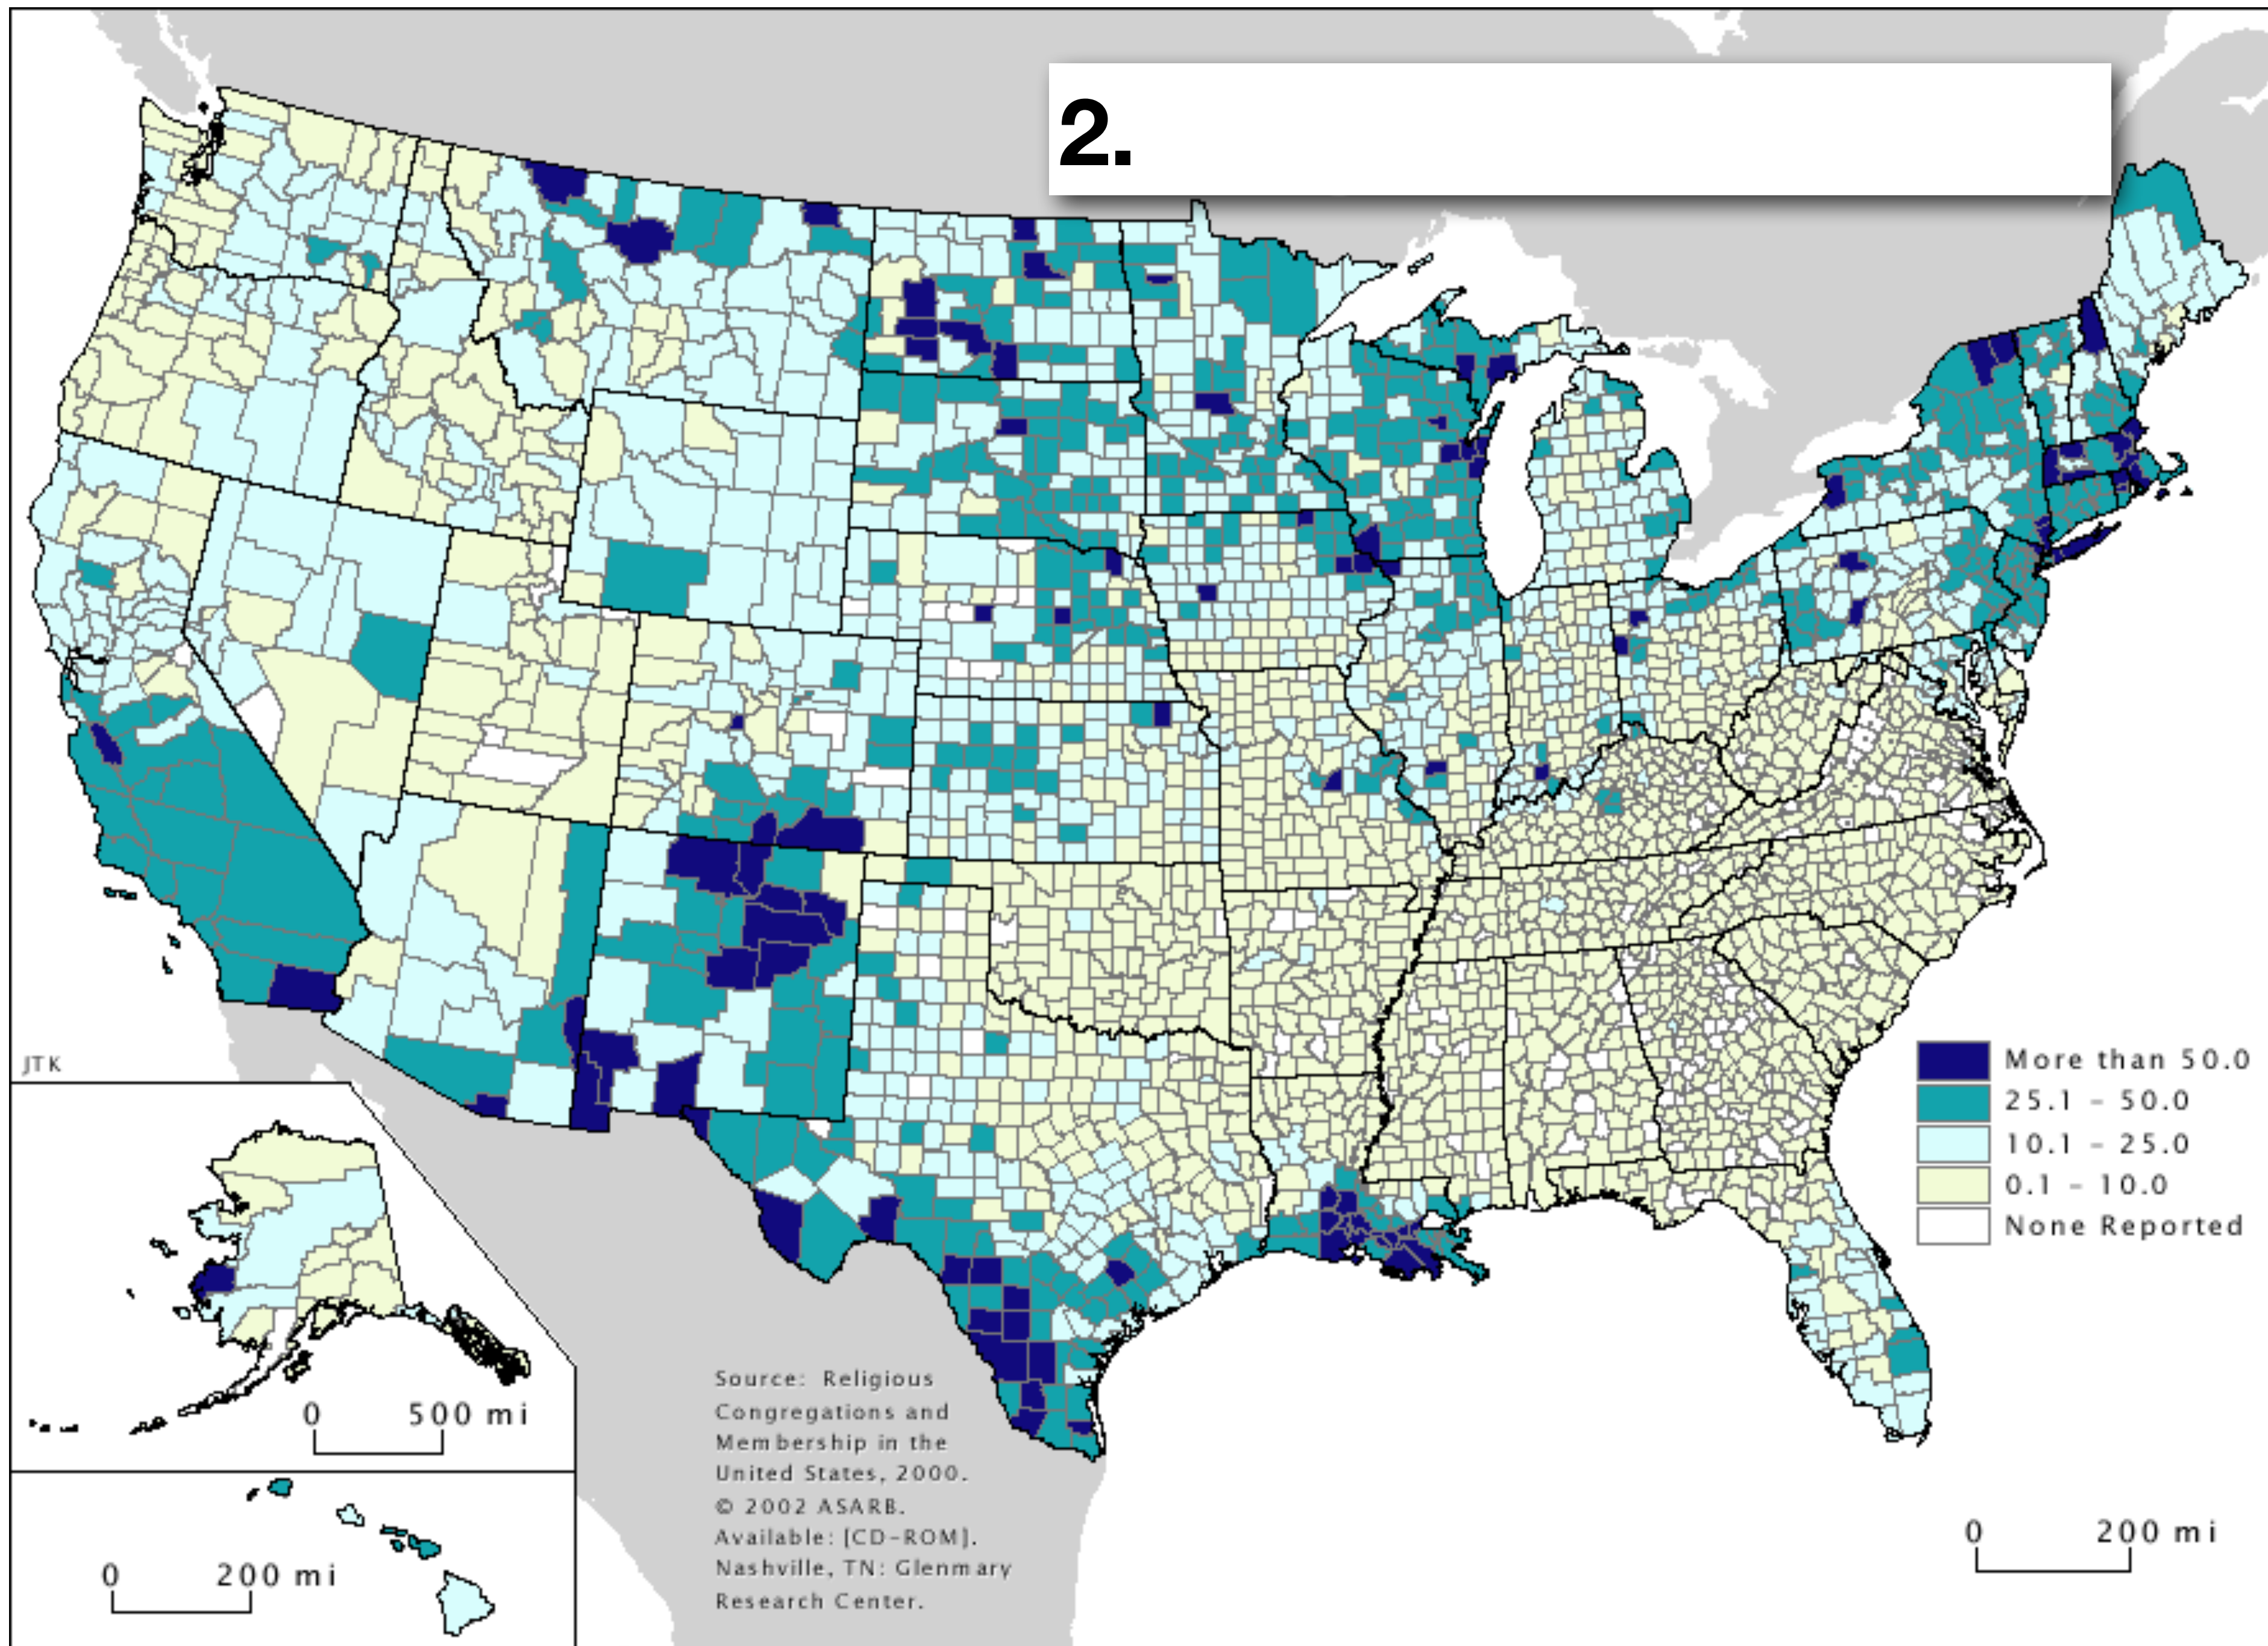 2.
JTK
More than 50.0
25.1 – 50.0
10.1 – 25.0
0.1 – 10.0
None Reported
0 500 mi
0 200 mi
Source: Religious
Congregations and
Membership in the
United States, 2000.
© 2002 ASARB.
Available: [CD-ROM].
Nashville, TN: Glenmary
Research Center.
0 200 mi